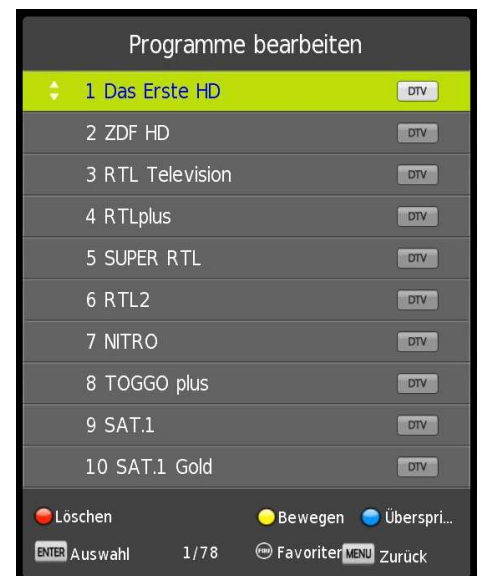 Programme bearbeiten
1 Das Erste HD DTV
2 ZDF HD DTV
3 RTL Television DTV
4 RTLplus DTV
5 SUPER RTL DTV
6 RTL2 DTV
7 NITRO DTV
8 TOGGO plus DTV
9 SAT.1 DTV
10 SAT.1 Gold DTV
Löschen Bewegen Überspri...
ENTER Auswahl 1/78 FAV Favoriter MENU Zurück